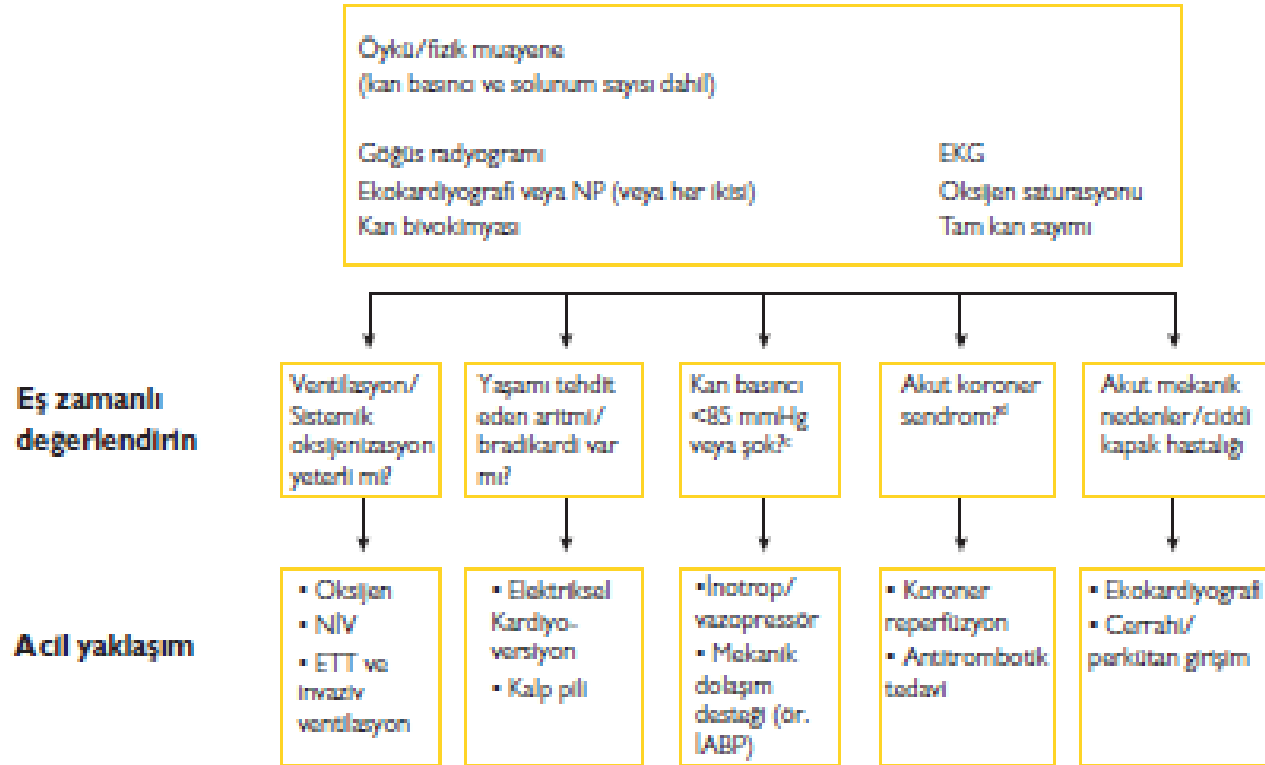 Öykü/fizik muayene
(kan basıncı ve solunum sayısı dahil)
Göğüs radyogramı
EKG
Ekokardiyografi veya NP (veya her ikisi)
Oksijen saturasyonu
Kan bivokimyası
Tam kan sayımı
Eş zamanlı
değerlendirin
Ventilasyon/
Sistemik
oksijenizasyon
yeterli mi?
Yaşamı tehdit
eden aritmi/
bradikardi var
mı?
Kan basıncı
<85 mmHg
veya şok?ᶜ
Akut koroner
sendrom?ᵈ
Akut mekanik
nedenler/ciddi
kapak hastalığı
Acil yaklaşım
• Oksijen
• NİV
• ETT ve
invaziv
ventilasyon
• Elektriksel
Kardiyo-
versiyon
• Kalp pili
•İnotrop/
vazopressör
• Mekanik
dolaşım
desteği (ör.
İABP)
• Koroner
reperfüzyon
• Antitrombotik
tedavi
• Ekokardiyografi
• Cerrahi/
perkütan girişim